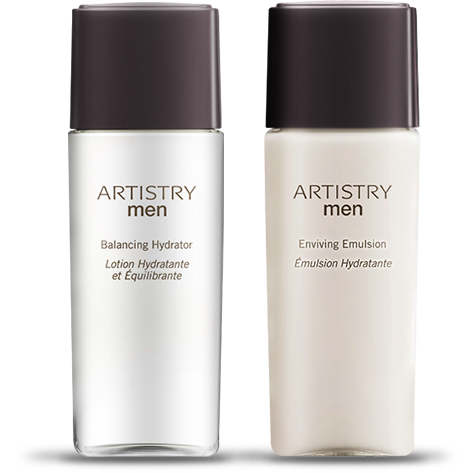 ARTISTRY
men
Balancing Hydrator
Lotion Hydratante
et Équilibrante
ARTISTRY
men
Enviving Emulsion
Émulsion Hydratante